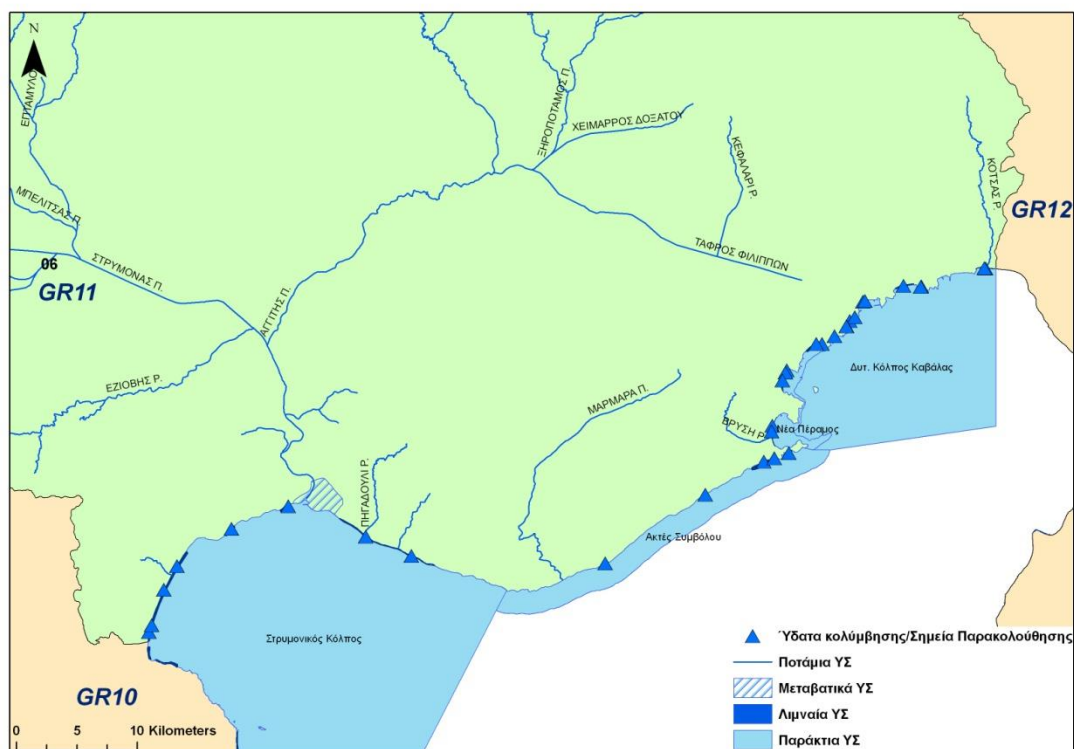 N
ΕΠΤΑΜΥΛΟΙ
ΞΗΡΟΠΟΤΑΜΟΣ Π.
ΧΕΙΜΑΡΡΟΣ ΔΟΞΑΤΟΥ
ΚΕΦΑΛΑΡΙ Ρ.
ΚΟΤΣΑΣ Ρ.
ΜΠΕΛΙΤΣΑΣ Π.
GR12
ΣΤΡΥΜΟΝΑΣ Π.
ΤΑΦΡΟΣ ΦΙΛΙΠΠΩΝ
06
GR11
ΑΓΓΙΤΗΣ Π.
ΕΖΙΟΒΗΣ Ρ.
Δυτ. Κόλπος Καβάλας
ΜΑΡΜΑΡΑ Π.
ΒΡΥΣΗ Ρ.
Νέα Πέραμος
ΠΗΓΑΔΟΥΛΙ Ρ.
Ακτές Συμβόλου
Στρυμονικός Κόλπος
GR10
0 5 10 Kilometers
Ύδατα κολύμβησης/Σημεία Παρακολούθησης
Ποτάμια ΥΣ
Μεταβατικά ΥΣ
Λιμναία ΥΣ
Παράκτια ΥΣ